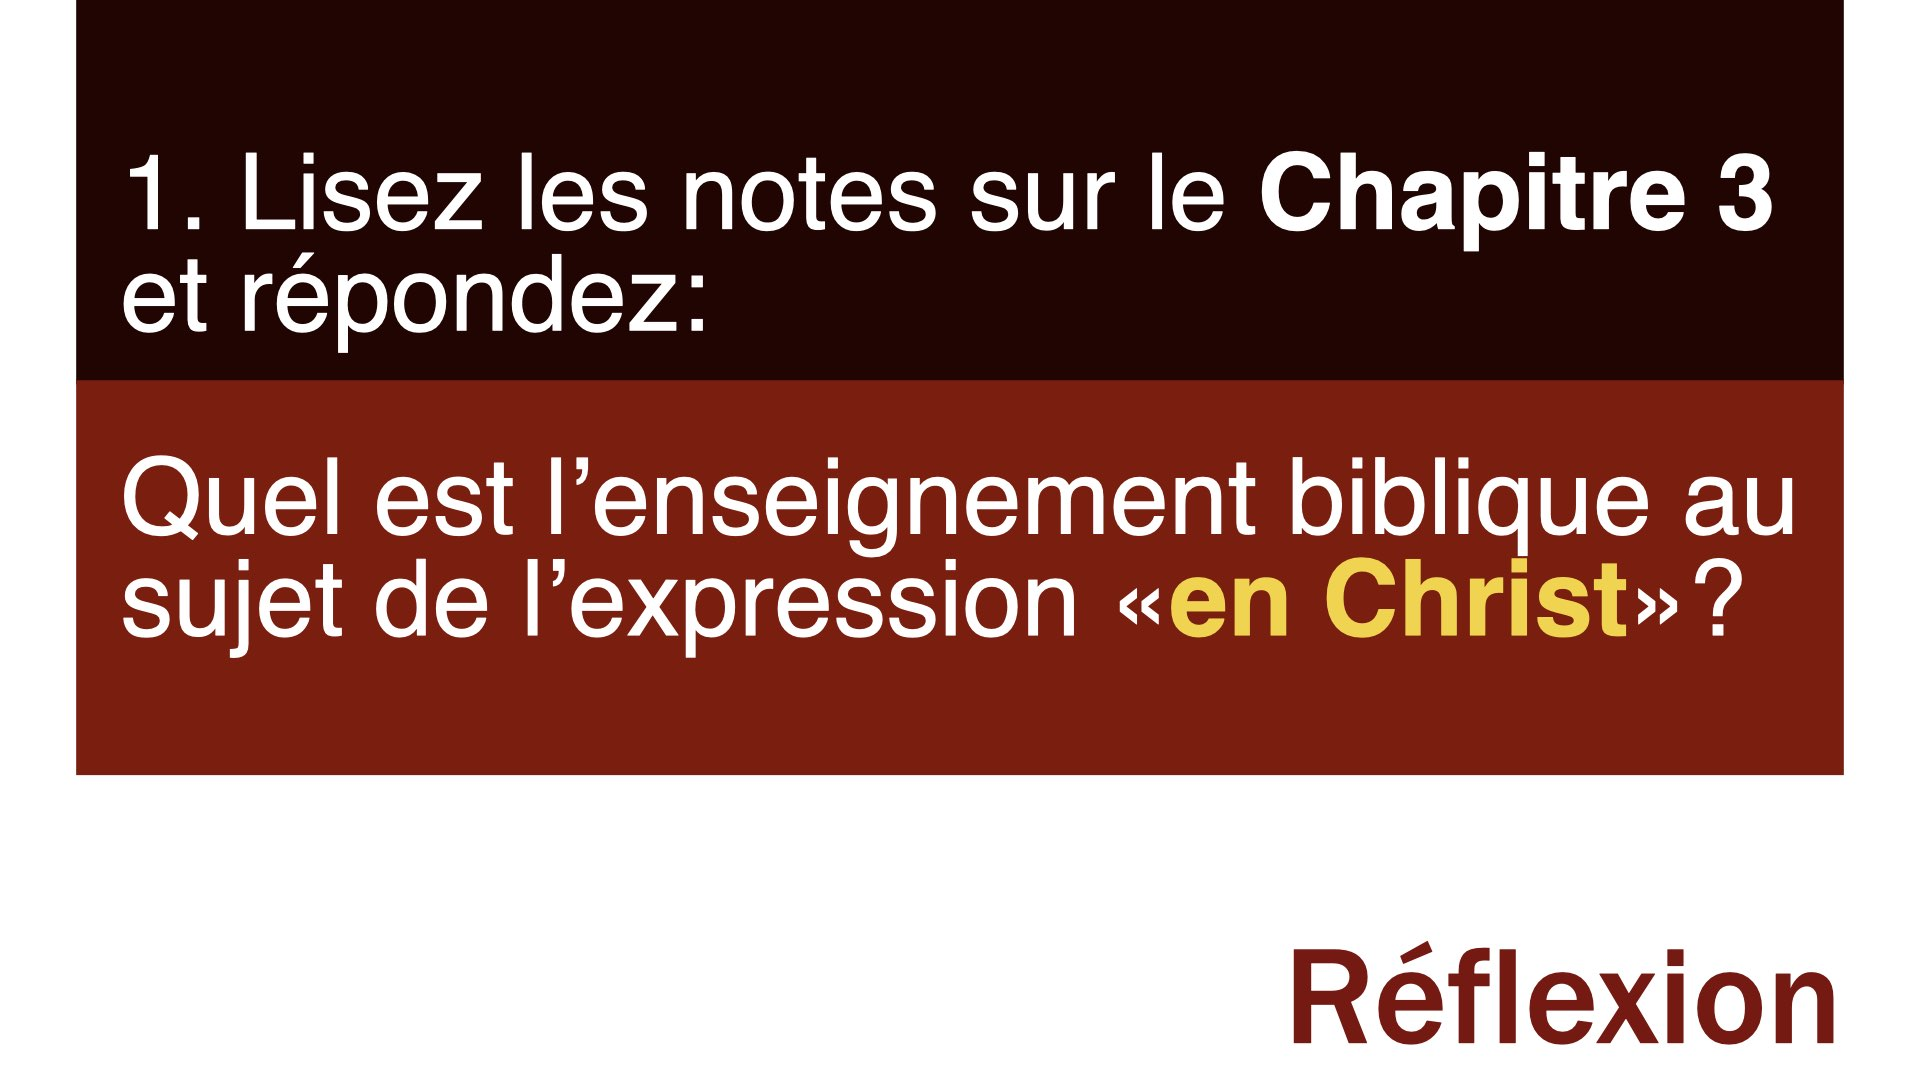 1. Lisez les notes sur le Chapitre 3
et répondez:
Quel est l’enseignement biblique au
sujet de l’expression «en Christ»?
Réflexion